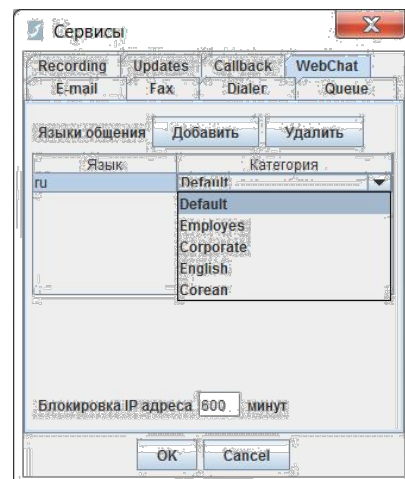 Сервисы
Recording Updates Callback WebChat
E-mail Fax Dialer Queue
Языки общения Добавить Удалить
Язык Категория
ru Default
Default
Employes
Corporate
English
Corean
Блокировка IP адреса 600 минут
OK Cancel